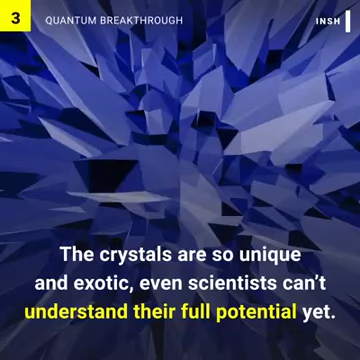 3
QUANTUM BREAKTHROUGH
INSH
The crystals are so unique
and exotic, even scientists can't
understand their full potential yet.